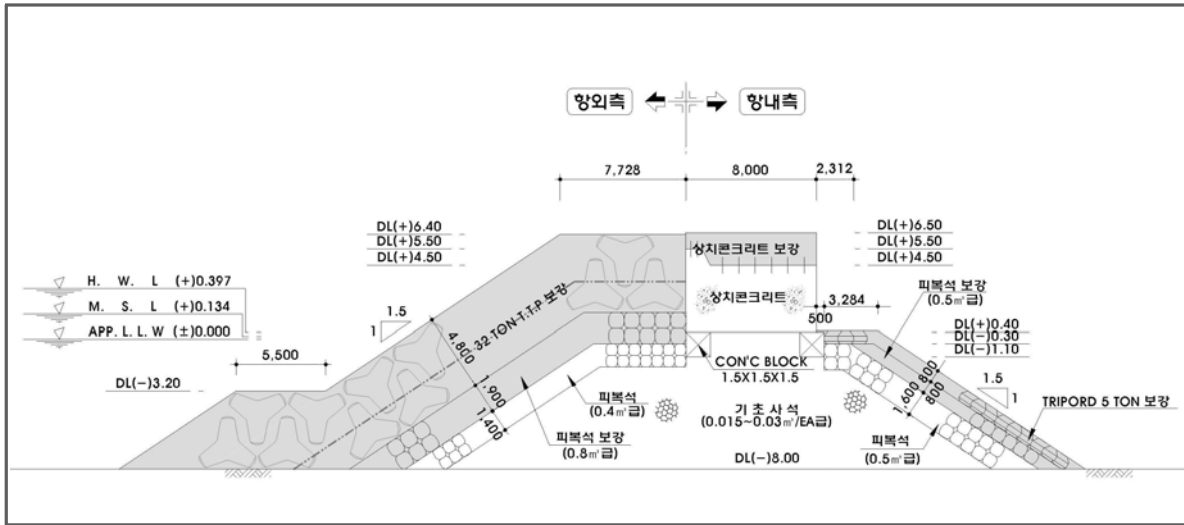 항외측
항내측
7,728
8,000
2,312
DL(+)6.40
DL(+)5.50
DL(+)4.50
DL(+)6.50
DL(+)5.50
DL(+)4.50
상치콘크리트 보강
상치콘크리트
H. W. L (+)0.397
M. S. L (+)0.134
APP. L. L. W (±)0.000
1.5
1
32 TON T.T.P 보강
4,800
5,500
DL(-)3.20
1,900
1,400
피복석
(0.4㎥급)
피복석 보강
(0.8㎥급)
CON'C BLOCK
1.5X1.5X1.5
기 초 사 석
(0.015~0.03㎥/EA급)
DL(-)8.00
3,284
500
피복석 보강
(0.5㎥급)
DL(+)0.40
DL(-)0.30
DL(-)1.10
800
800
1,600
1.5
1
TRIPORD 5 TON 보강
피복석
(0.5㎥급)